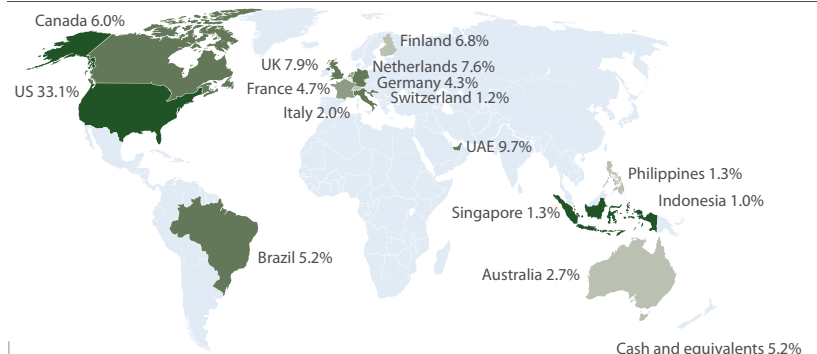 Canada 6.0%
Finland 6.8%
UK 7.9%
Netherlands 7.6%
Germany 4.3%
US 33.1%
France 4.7%
Switzerland 1.2%
Italy 2.0%
UAE 9.7%
Philippines 1.3%
Indonesia 1.0%
Singapore 1.3%
Brazil 5.2%
Australia 2.7%
Cash and equivalents 5.2%